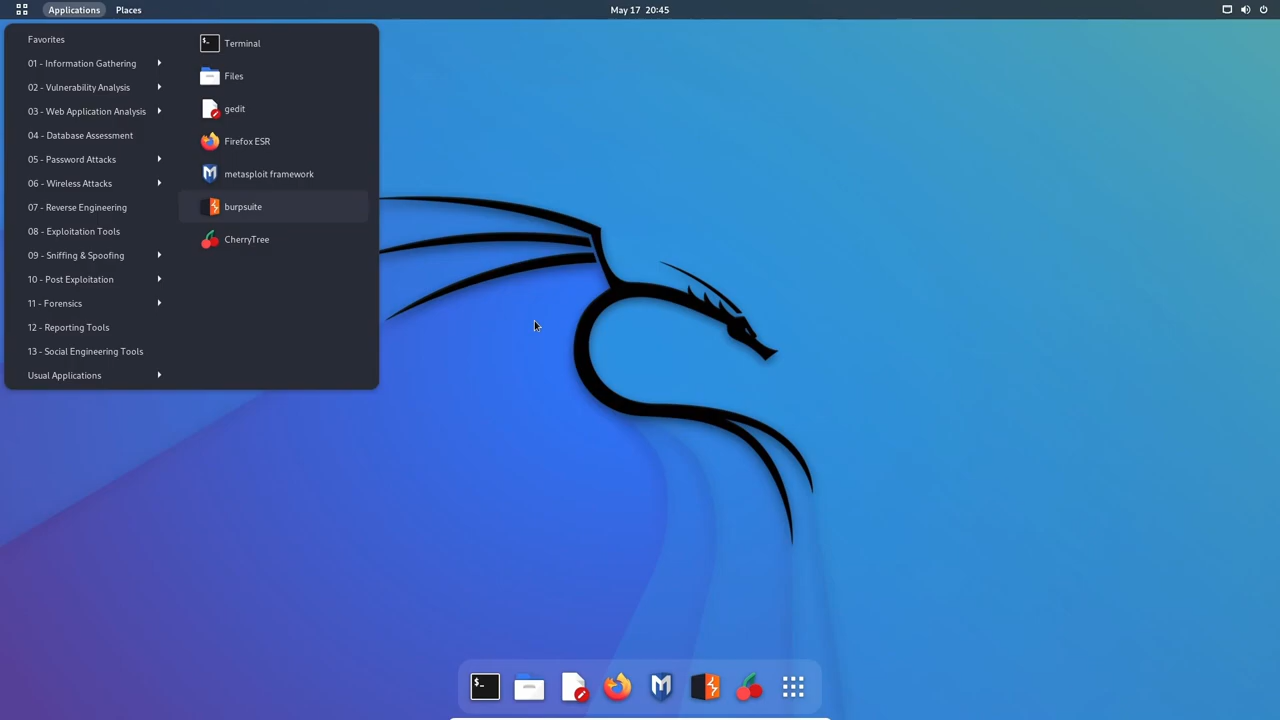 Applications Places May 17 20:45
Favorites
01 - Information Gathering
02 - Vulnerability Analysis
03 - Web Application Analysis
04 - Database Assessment
05 - Password Attacks
06 - Wireless Attacks
07 - Reverse Engineering
08 - Exploitation Tools
09 - Sniffing & Spoofing
10 - Post Exploitation
11 - Forensics
12 - Reporting Tools
13 - Social Engineering Tools
Usual Applications
Terminal
Files
gedit
Firefox ESR
metasploit framework
burpsuite
CherryTree
$_